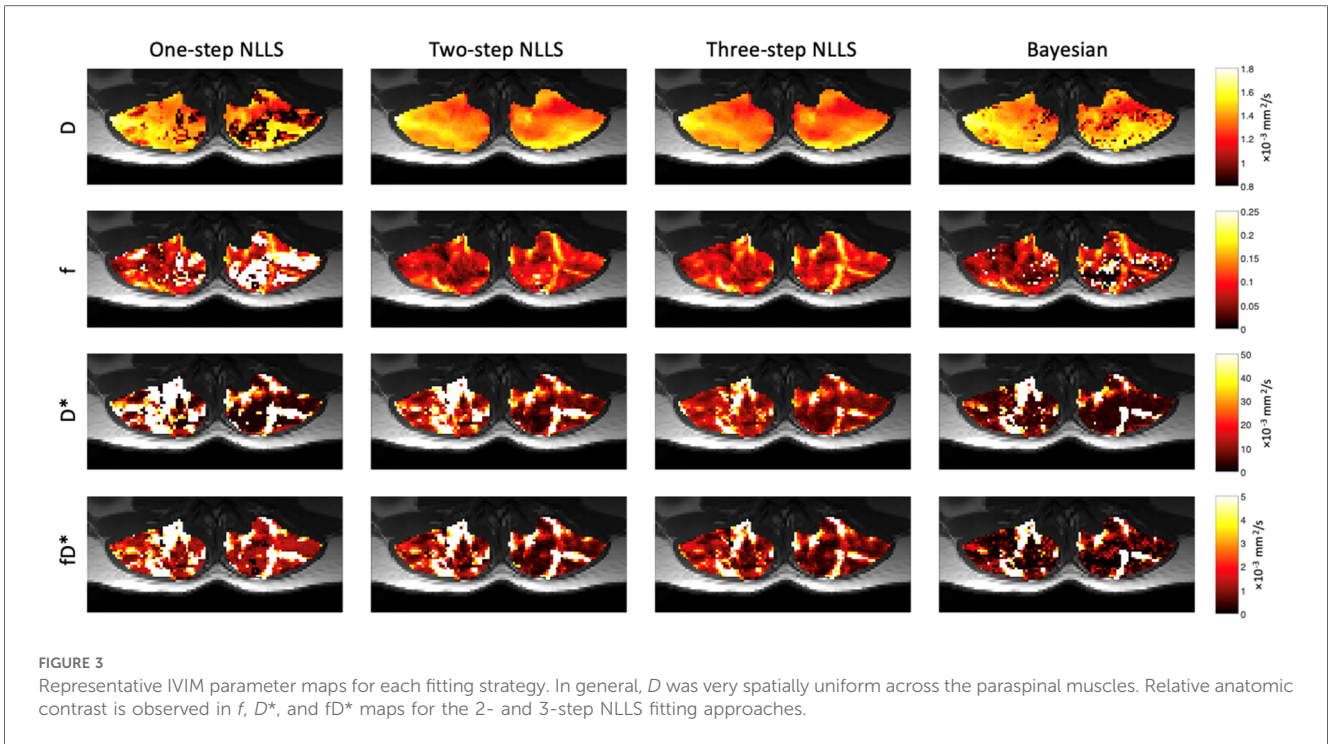 One-step NLLS Two-step NLLS Three-step NLLS Bayesian
D
1.8
1.6
1.4
1.2
1
0.8
×10⁻³ mm²/s
f
0.25
0.2
0.15
0.1
0.05
0
D*
50
40
30
20
10
0
×10⁻³ mm²/s
fD*
5
4
3
2
1
0
×10⁻³ mm²/s
FIGURE 3
Representative IVIM parameter maps for each fitting strategy. In general, D was very spatially uniform across the paraspinal muscles. Relative anatomic
contrast is observed in f, D*, and fD* maps for the 2- and 3-step NLLS fitting approaches.